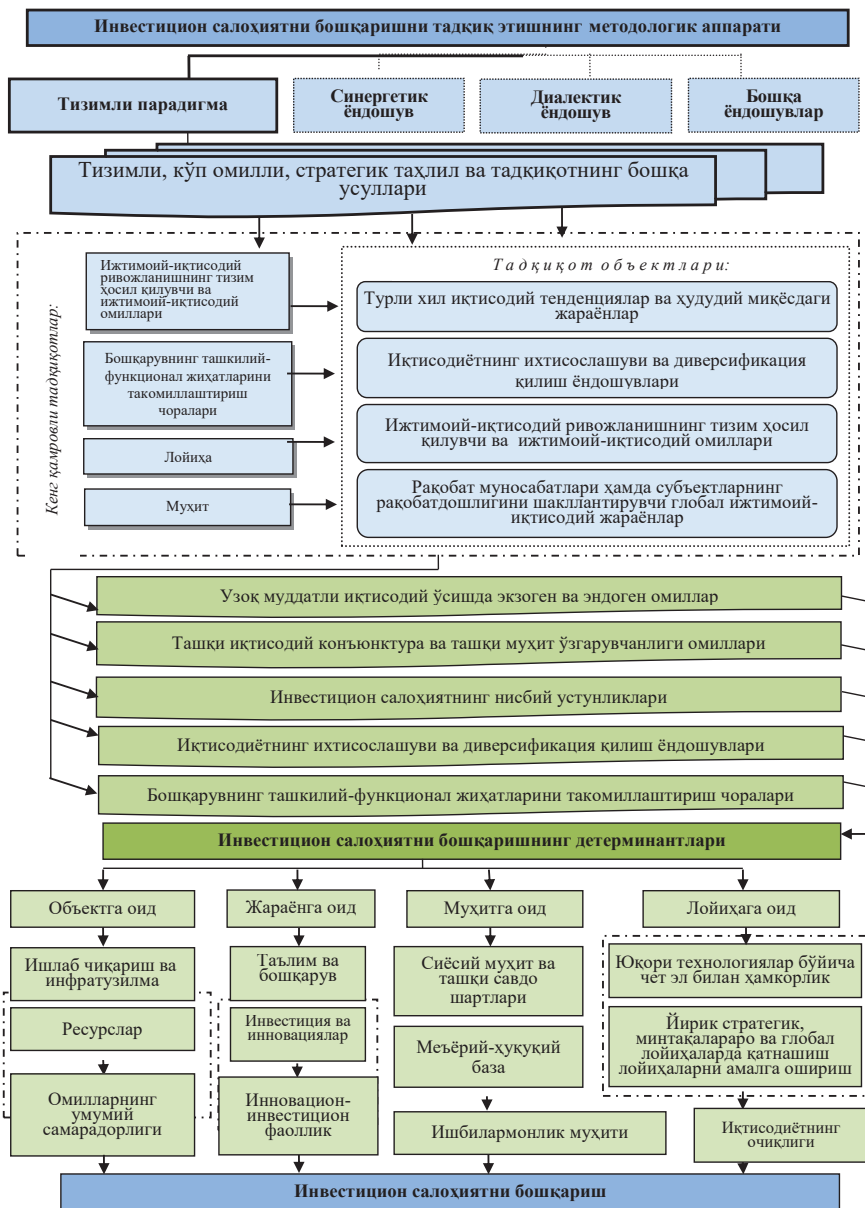 Инвестицион салоҳиятни бошқаришни тадқиқ этишнинг методологик аппарати
Тизимли парадигма
Синергетик
ёндошув
Диалектик
ёндошув
Бошқа
ёндошувлар
Тизимли, кўп омилли, стратегик таҳлил ва тадқиқотнинг бошқа
усуллари
Кенг қамровли тадқиқотлар:
Ижтимоий-иқтисодий
ривожланишнинг тизим
ҳосил қилувчи ва
ижтимоий-иқтисодий
омиллари
Бошқарувнинг ташкилий-
функционал жиҳатларини
такомиллаштириш
чоралари
Лойиҳа
Муҳит
Тадқиқот объектлари:
Турли хил иқтисодий тенденциялар ва ҳудудий миқёсдаги
жараёнлар
Иқтисодиётнинг ихтисослашуви ва диверсификация
қилиш ёндошувлари
Ижтимоий-иқтисодий ривожланишнинг тизим ҳосил
қилувчи ва ижтимоий-иқтисодий омиллари
Рақобат муносабатлари ҳамда субъектларнинг
рақобатдошлигини шакллантирувчи глобал ижтимоий-
иқтисодий жараёнлар
Узоқ муддатли иқтисодий ўсишда экзоген ва эндоген омиллар
Ташқи иқтисодий конъюнктура ва ташқи муҳит ўзгарувчанлиги омиллари
Инвестицион салоҳиятнинг нисбий устунликлари
Иқтисодиётнинг ихтисослашуви ва диверсификация қилиш ёндошувлари
Бошқарувнинг ташкилий-функционал жиҳатларини такомиллаштириш чоралари
Инвестицион салоҳиятни бошқаришнинг детерминантлари
Объектга оид
Жараёнга оид
Муҳитга оид
Лойиҳага оид
Ишлаб чиқариш ва
инфратузилма
Ресурслар
Омилларнинг
умумий
самарадорлиги
Таълим ва
бошқарув
Инвестиция ва
инновациялар
Инновацион-
инвестицион
фаоллик
Сиёсий муҳит ва
ташқи савдо
шартлари
Меъёрий-ҳуқуқий
база
Ишбилармонлик муҳити
Юқори технологиялар бўйича
чет эл билан ҳамкорлик
Йирик стратегик,
минтақалараро ва глобал
лойиҳаларда қатнашиш
лойиҳаларни амалга ошириш
Иқтисодиётнинг
очиқлиги
Инвестицион салоҳиятни бошқариш